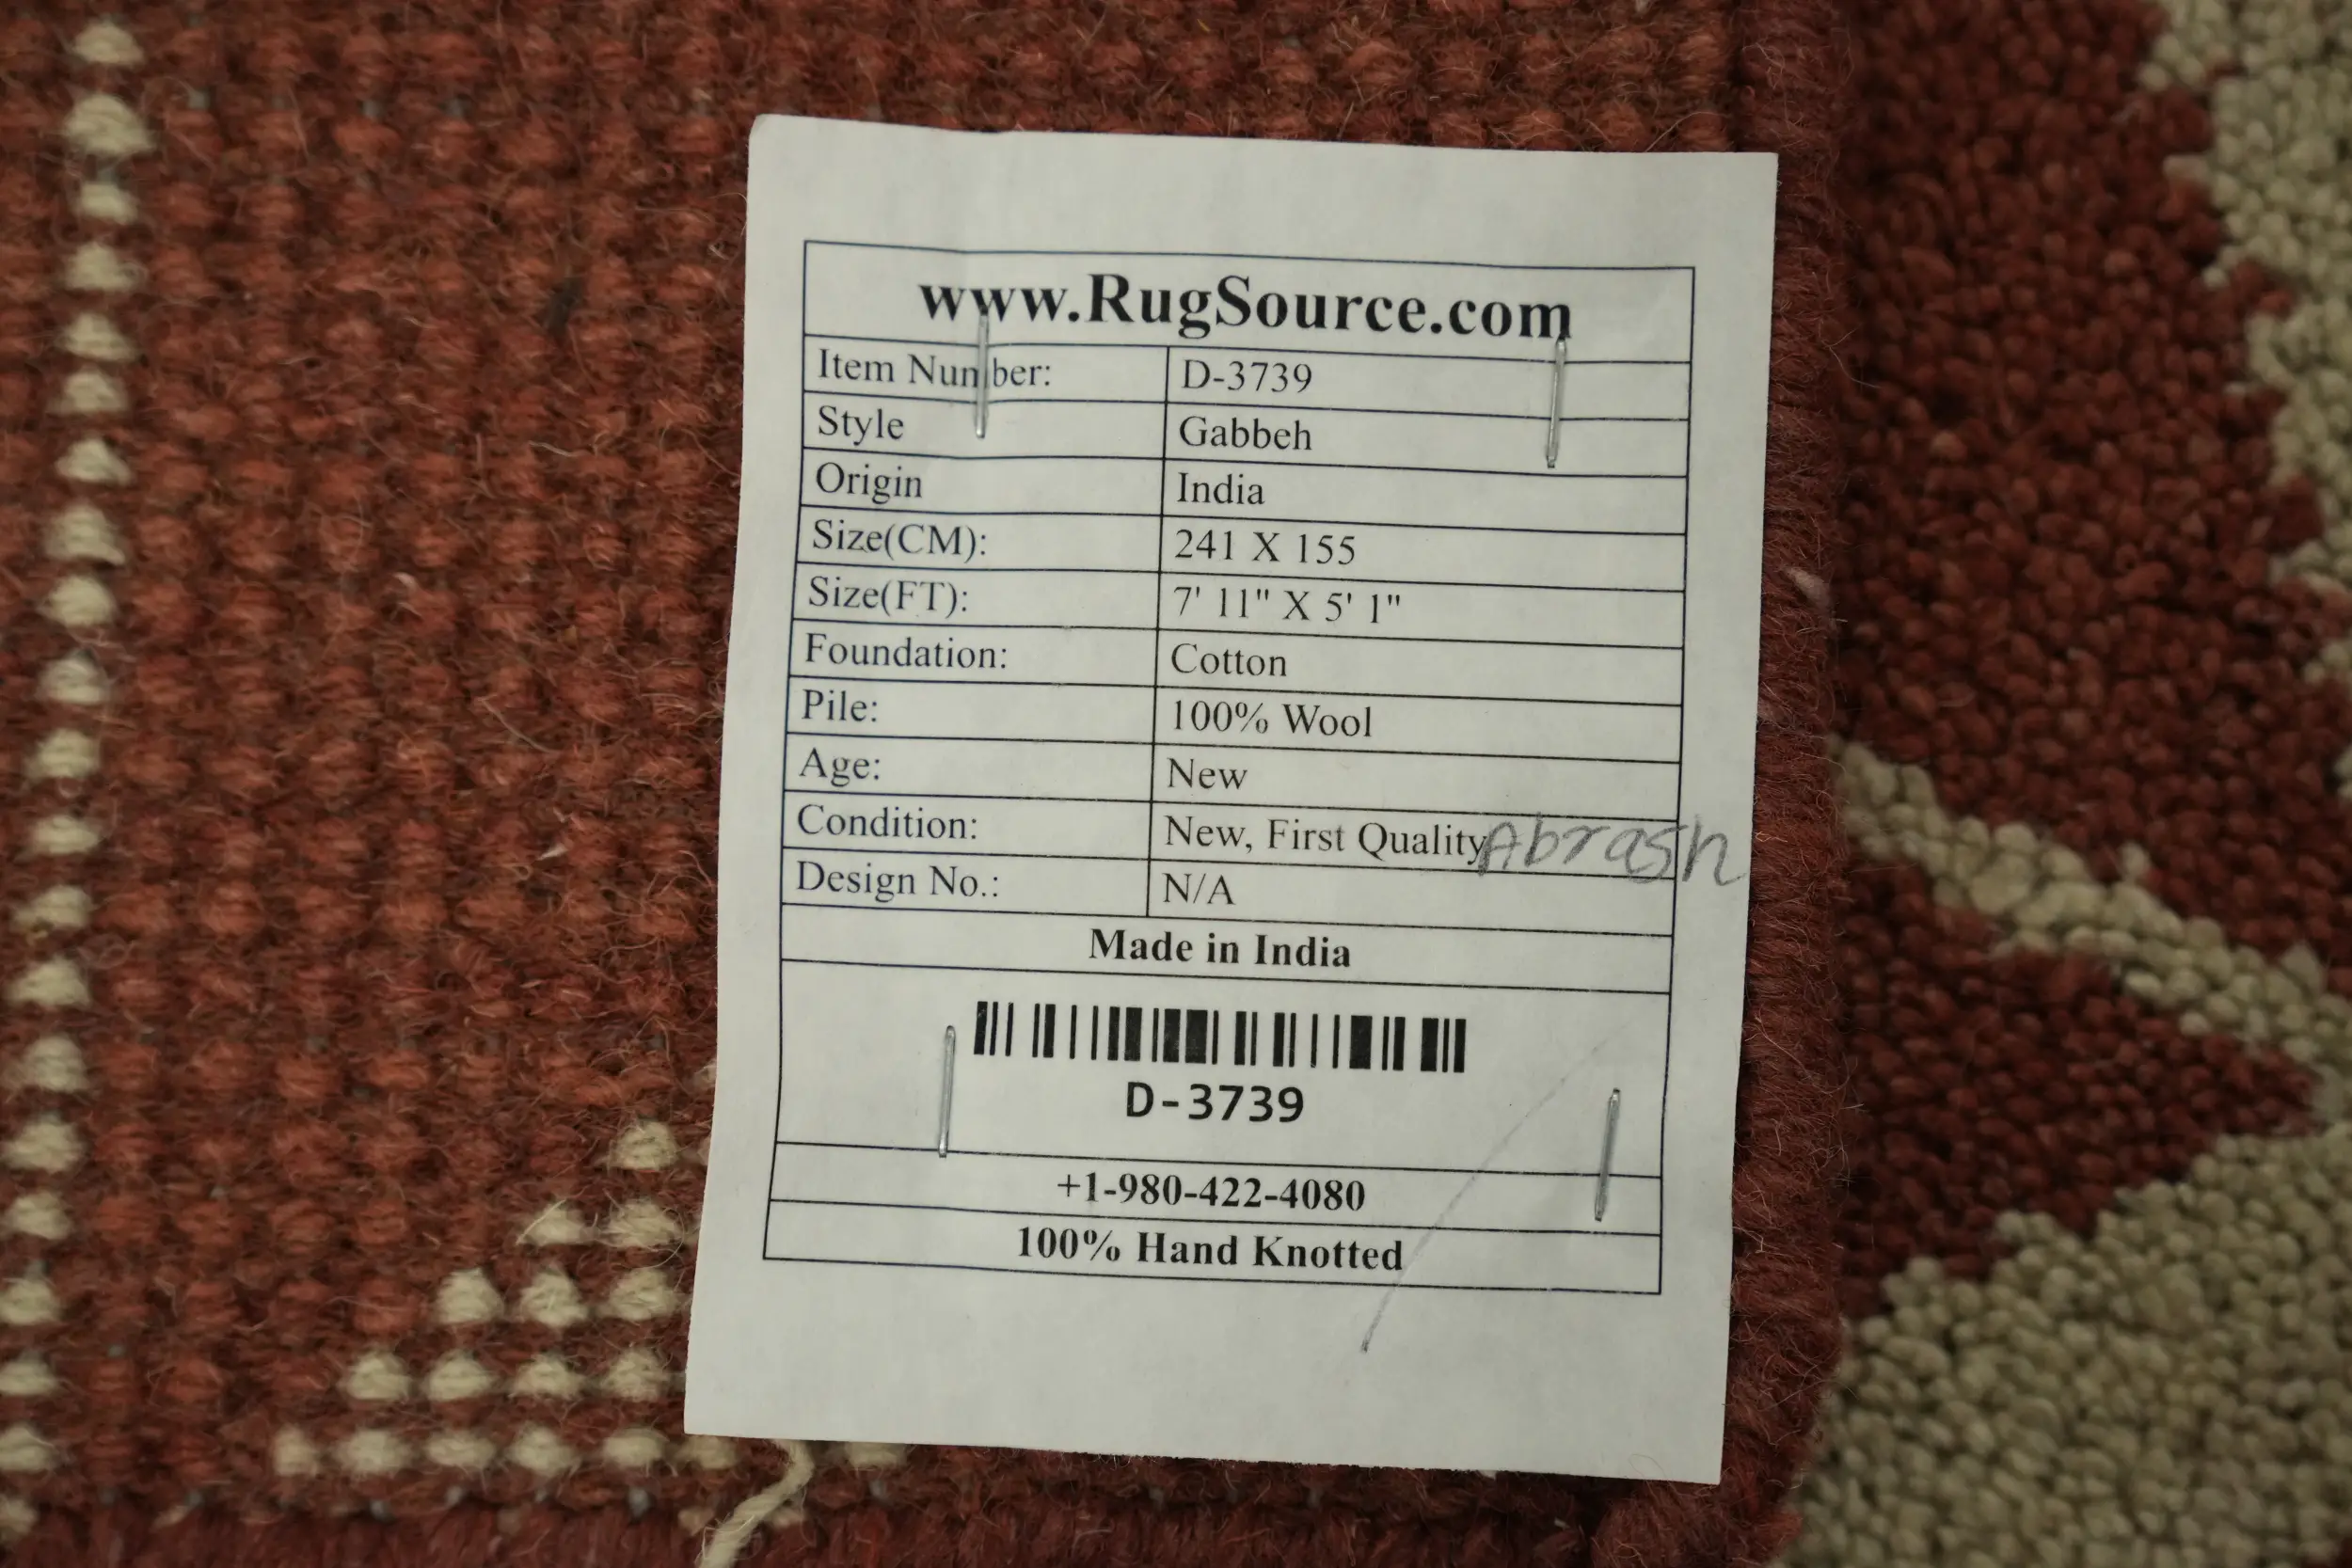 www.RugSource.com
Item Number: D-3739
Style Gabbeh
Origin India
Size(CM): 241 X 155
Size(FT): 7' 11" X 5' 1"
Foundation: Cotton
Pile: 100% Wool
Age: New
Condition: New, First Quality Abrash
Design No.: N/A
Made in India
D-3739
+1-980-422-4080
100% Hand Knotted